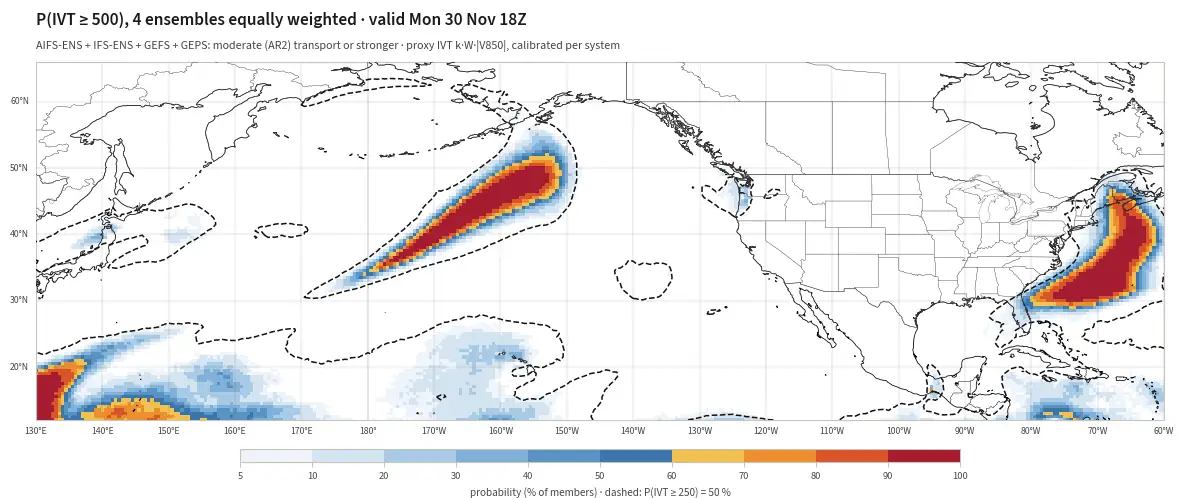 P(IVT ≥ 500), 4 ensembles equally weighted · valid Mon 30 Nov 18Z
AIFS-ENS + IFS-ENS + GEFS + GEPS: moderate (AR2) transport or stronger · proxy IVT k·W·|V850|, calibrated per system
60°N
50°N
40°N
30°N
20°N
130°E 140°E 150°E 160°E 170°E 180° 170°W 160°W 150°W 140°W 130°W 120°W 110°W 100°W 90°W 80°W 70°W 60°W
5 10 20 30 40 50 60 70 80 90 100
probability (% of members) · dashed: P(IVT ≥ 250) = 50 %